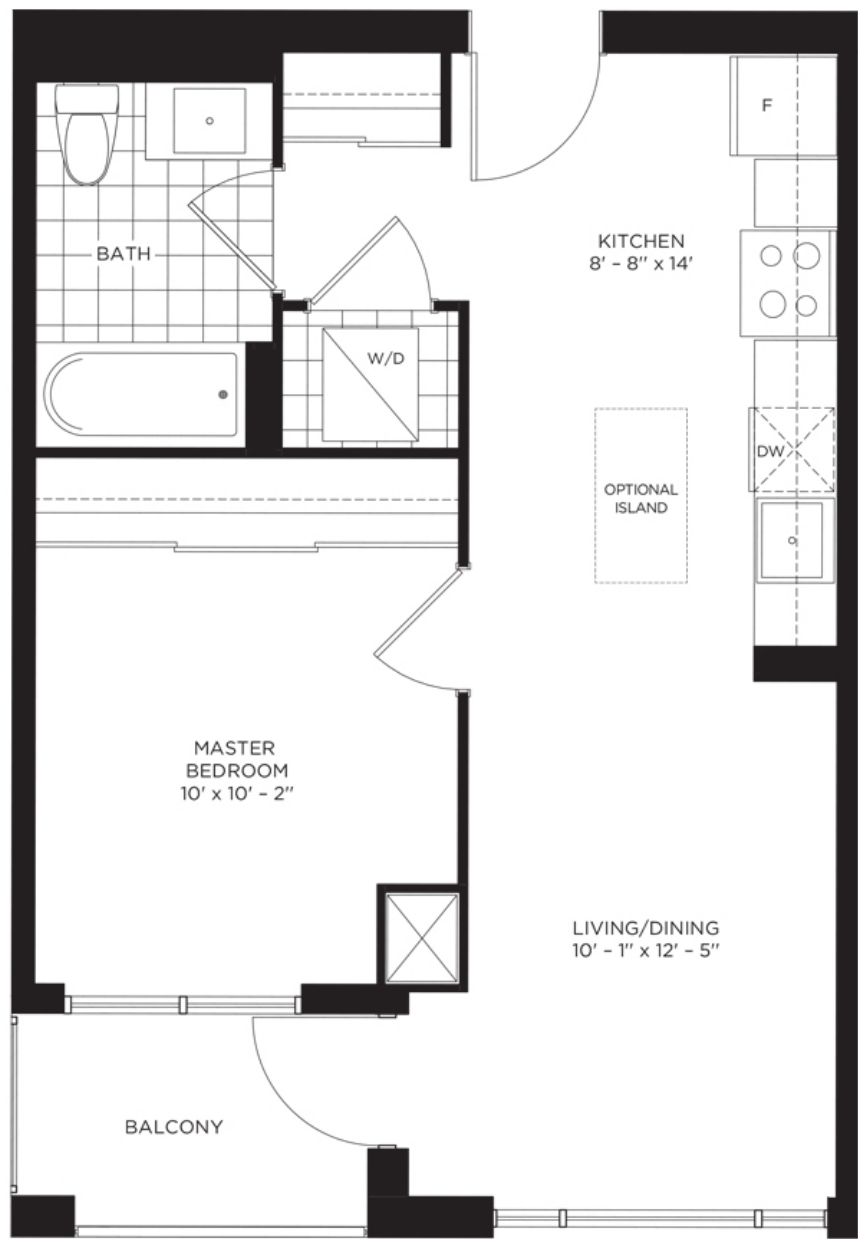 F
KITCHEN
8' – 8" x 14'
BATH
W/D
DW
OPTIONAL
ISLAND
MASTER
BEDROOM
10' x 10' – 2"
LIVING/DINING
10' – 1" x 12' – 5"
BALCONY